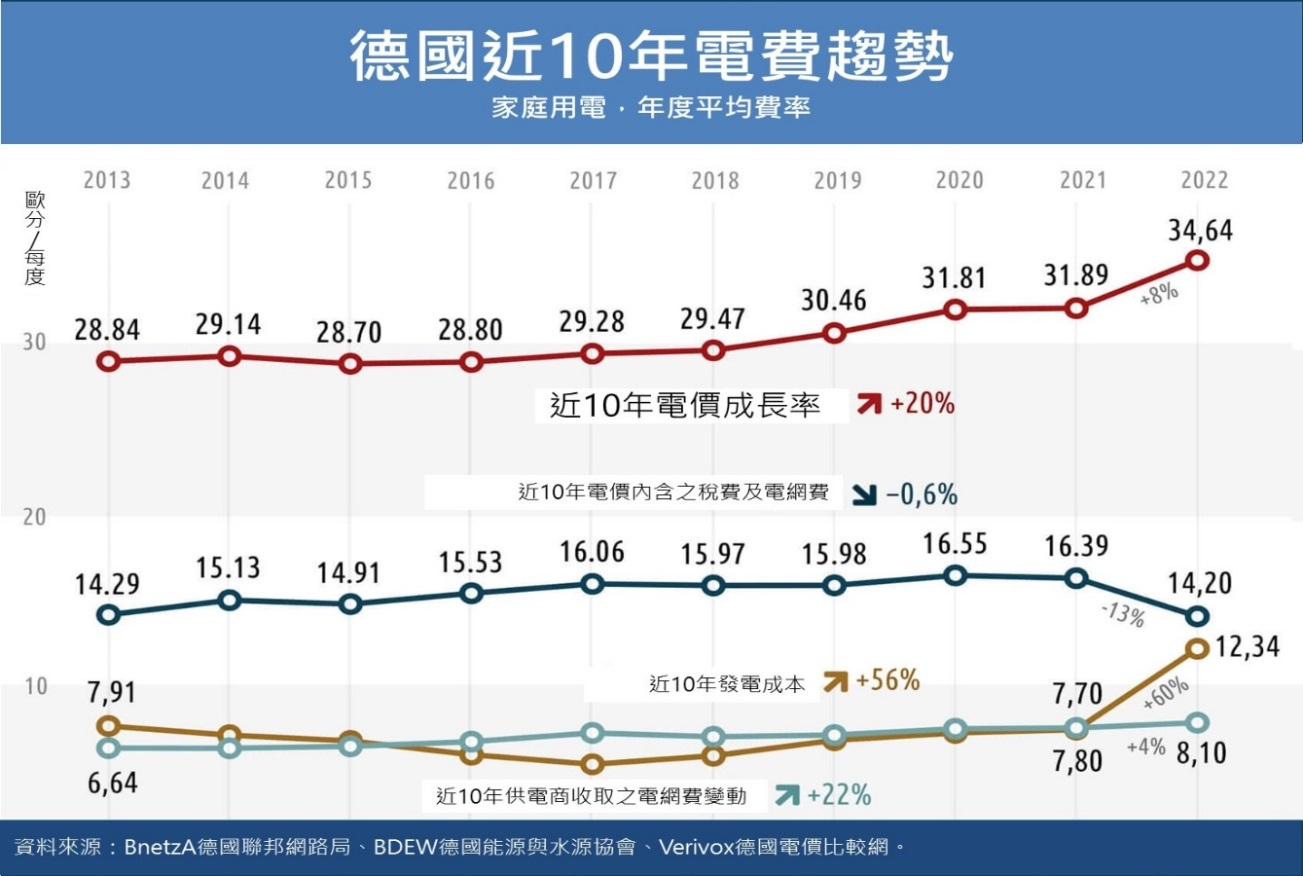 德國近10年電費趨勢
家庭用電．年度平均費率
2013 2014 2015 2016 2017 2018 2019 2020 2021 2022
歐分/每度
34,64
+8%
28.84 29.14 28.70 28.80 29.28 29.47 30.46 31.81 31.89
30
近10年電價成長率 +20%
近10年電價內含之稅費及電網費 −0,6%
20
14.29 15.13 14.91 15.53 16.06 15.97 15.98 16.55 16.39 14,20
-13%
12,34
近10年發電成本 +56%
10
7,91 7,70
+60%
+4%
6,64 7,80 8,10
近10年供電商收取之電網費變動 +22%
資料來源：BnetzA德國聯邦網路局、BDEW德國能源與水源協會、Verivox德國電價比較網。